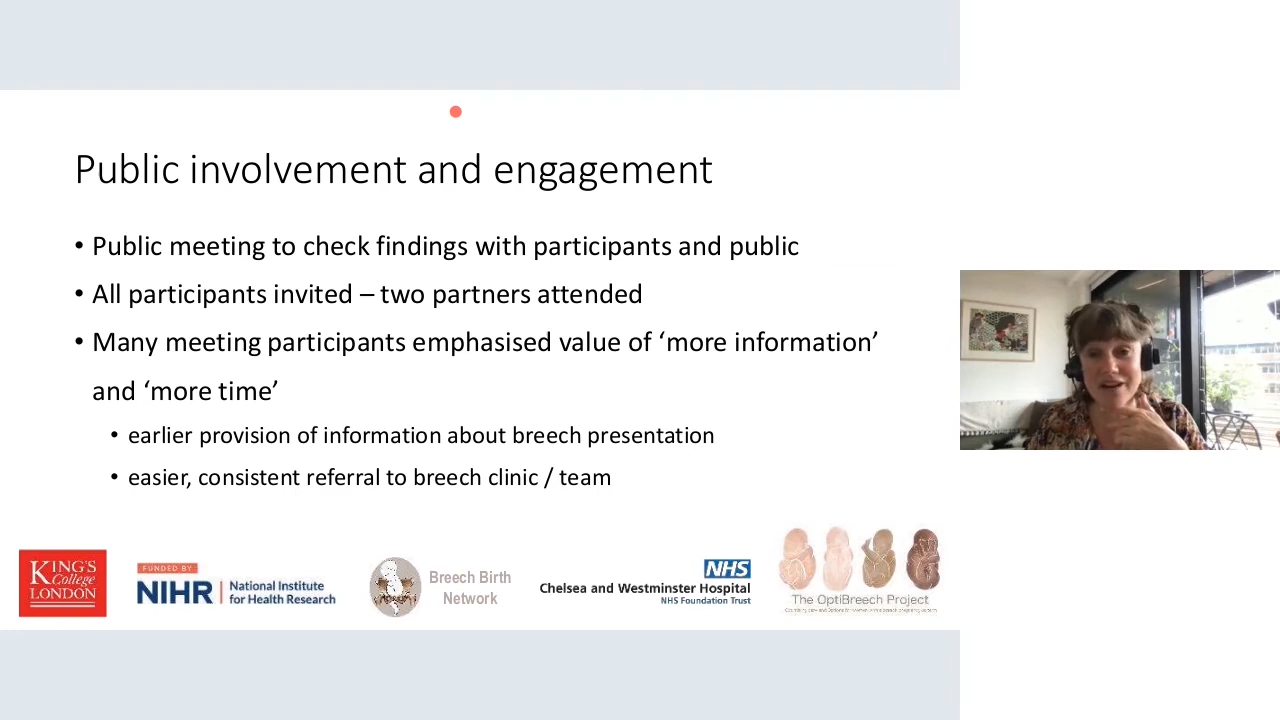 Public involvement and engagement
• Public meeting to check findings with participants and public
• All participants invited – two partners attended
• Many meeting participants emphasised value of ‘more information’
and ‘more time’
• earlier provision of information about breech presentation
• easier, consistent referral to breech clinic / team
KING'S
College
LONDON
FUNDED BY
NIHR | National Institute
for Health Research
Breech Birth
Network
NHS
Chelsea and Westminster Hospital
NHS Foundation Trust
The OptiBreech Project